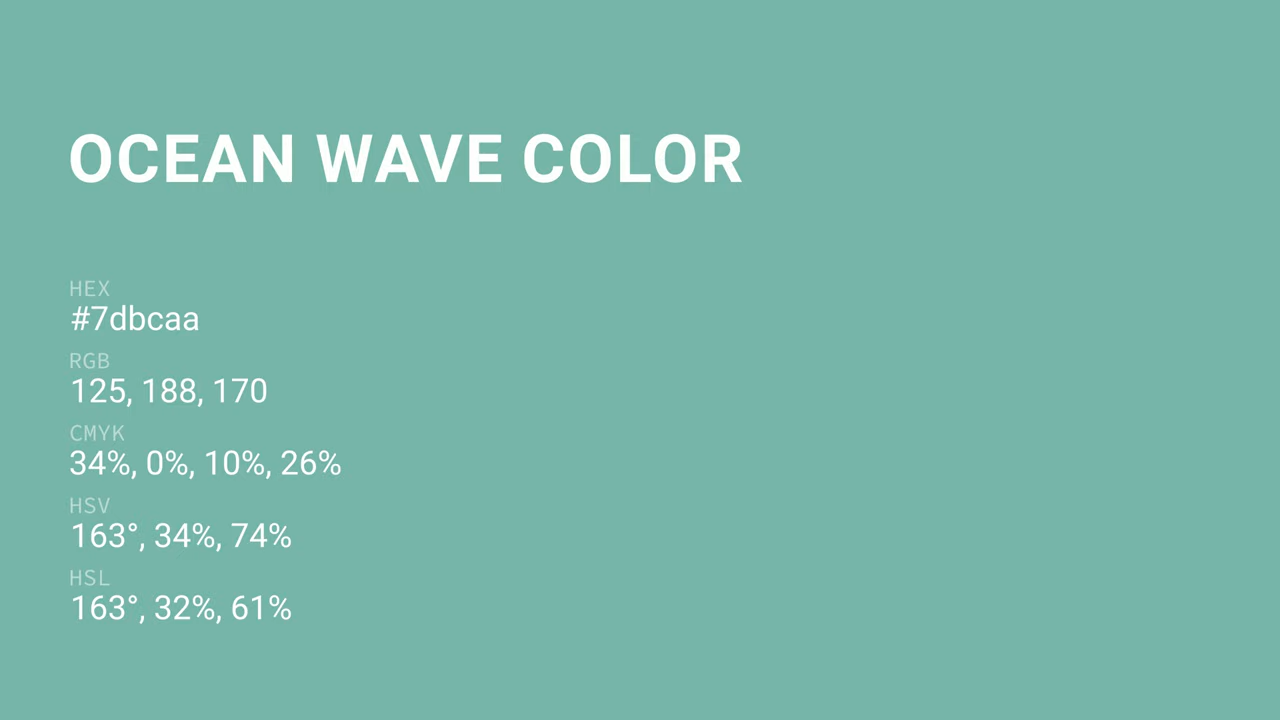 OCEAN WAVE COLOR
HEX
#7dbcaa
RGB
125, 188, 170
CMYK
34%, 0%, 10%, 26%
HSV
163°, 34%, 74%
HSL
163°, 32%, 61%